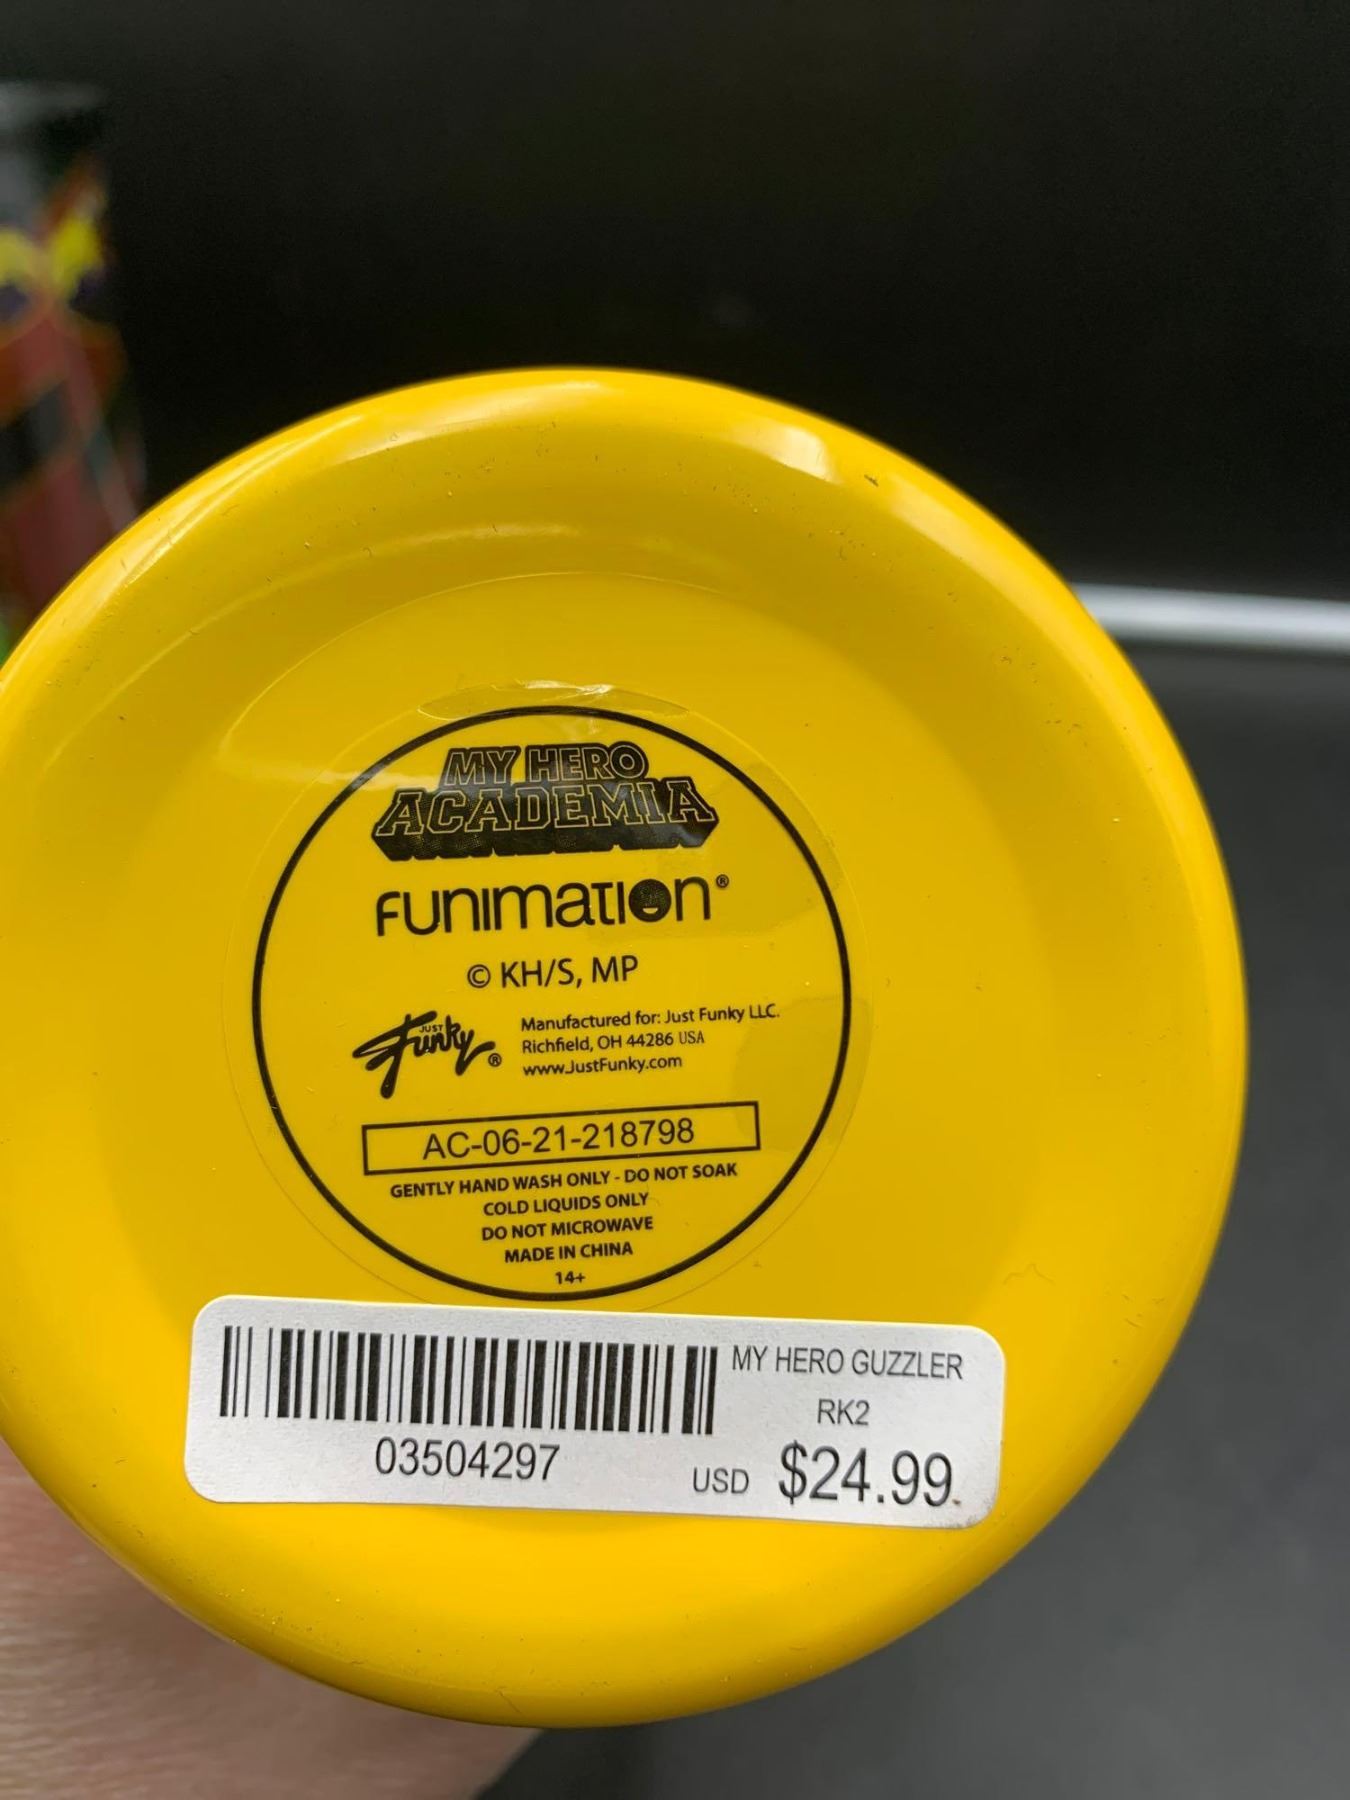 MY HERO
ACADEMIA
FUNIMATION®
© KH/S, MP
JUST
Funky®
Manufactured for: Just Funky LLC.
Richfield, OH 44286 USA
www.JustFunky.com
AC-06-21-218798
GENTLY HAND WASH ONLY - DO NOT SOAK
COLD LIQUIDS ONLY
DO NOT MICROWAVE
MADE IN CHINA
14+
MY HERO GUZZLER
RK2
03504297
USD $24.99